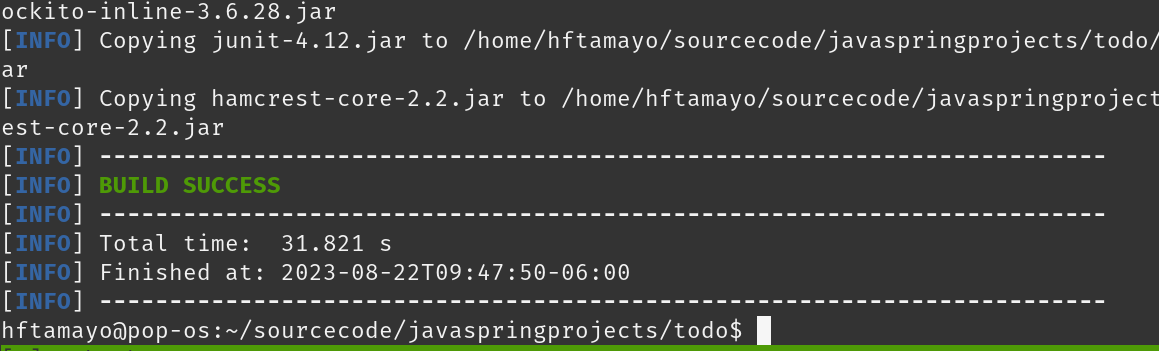 ockito-inline-3.6.28.jar
[INFO] Copying junit-4.12.jar to /home/hftamayo/sourcecode/javaspringprojects/todo/
ar
[INFO] Copying hamcrest-core-2.2.jar to /home/hftamayo/sourcecode/javaspringproject
est-core-2.2.jar
[INFO] ------------------------------------------------------------------------
[INFO] BUILD SUCCESS
[INFO] ------------------------------------------------------------------------
[INFO] Total time:  31.821 s
[INFO] Finished at: 2023-08-22T09:47:50-06:00
[INFO] ------------------------------------------------------------------------
hftamayo@pop-os:~/sourcecode/javaspringprojects/todo$